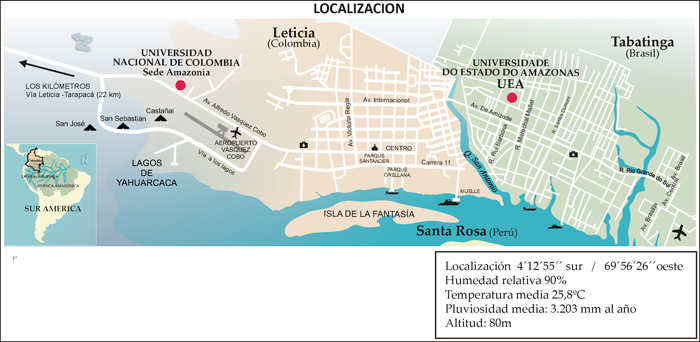 LOCALIZACION
Leticia
(Colombia)
Tabatinga
(Brasil)
UNIVERSIDAD
NACIONAL DE COLOMBIA
Sede Amazonia
UNIVERSIDADE
DO ESTADO DO AMAZONAS
UEA
LOS KILÓMETROS
Vía Leticia -Tarapacá (22 km)
San José
San Sebastián
Castañal
Av. Alfredo Vasquez Cobo
AEROPUERTO
VÁSQUEZ
COBO
Vía a los lagos
LAGOS
DE
YAHUARCACA
Av. Internacional
Av. Victoria Regia
CENTRO
PARQUE
SANTANDER
Carrera 11
PARQUE
ORELLANA
MUELLE
Q. San Antonio
Av. Da Amizade
R. Rui Barbosa
R. Marechal Mallet
R. Rio Grande do Sul
Av. Brasil
ISLA DE LA FANTASÍA
Santa Rosa (Perú)
SUR AMERICA
Localización 4´12´55´´ sur / 69´56´26´´oeste
Humedad relativa 90%
Temperatura media 25,8ºC
Pluviosidad media: 3.203 mm al año
Altitud: 80m